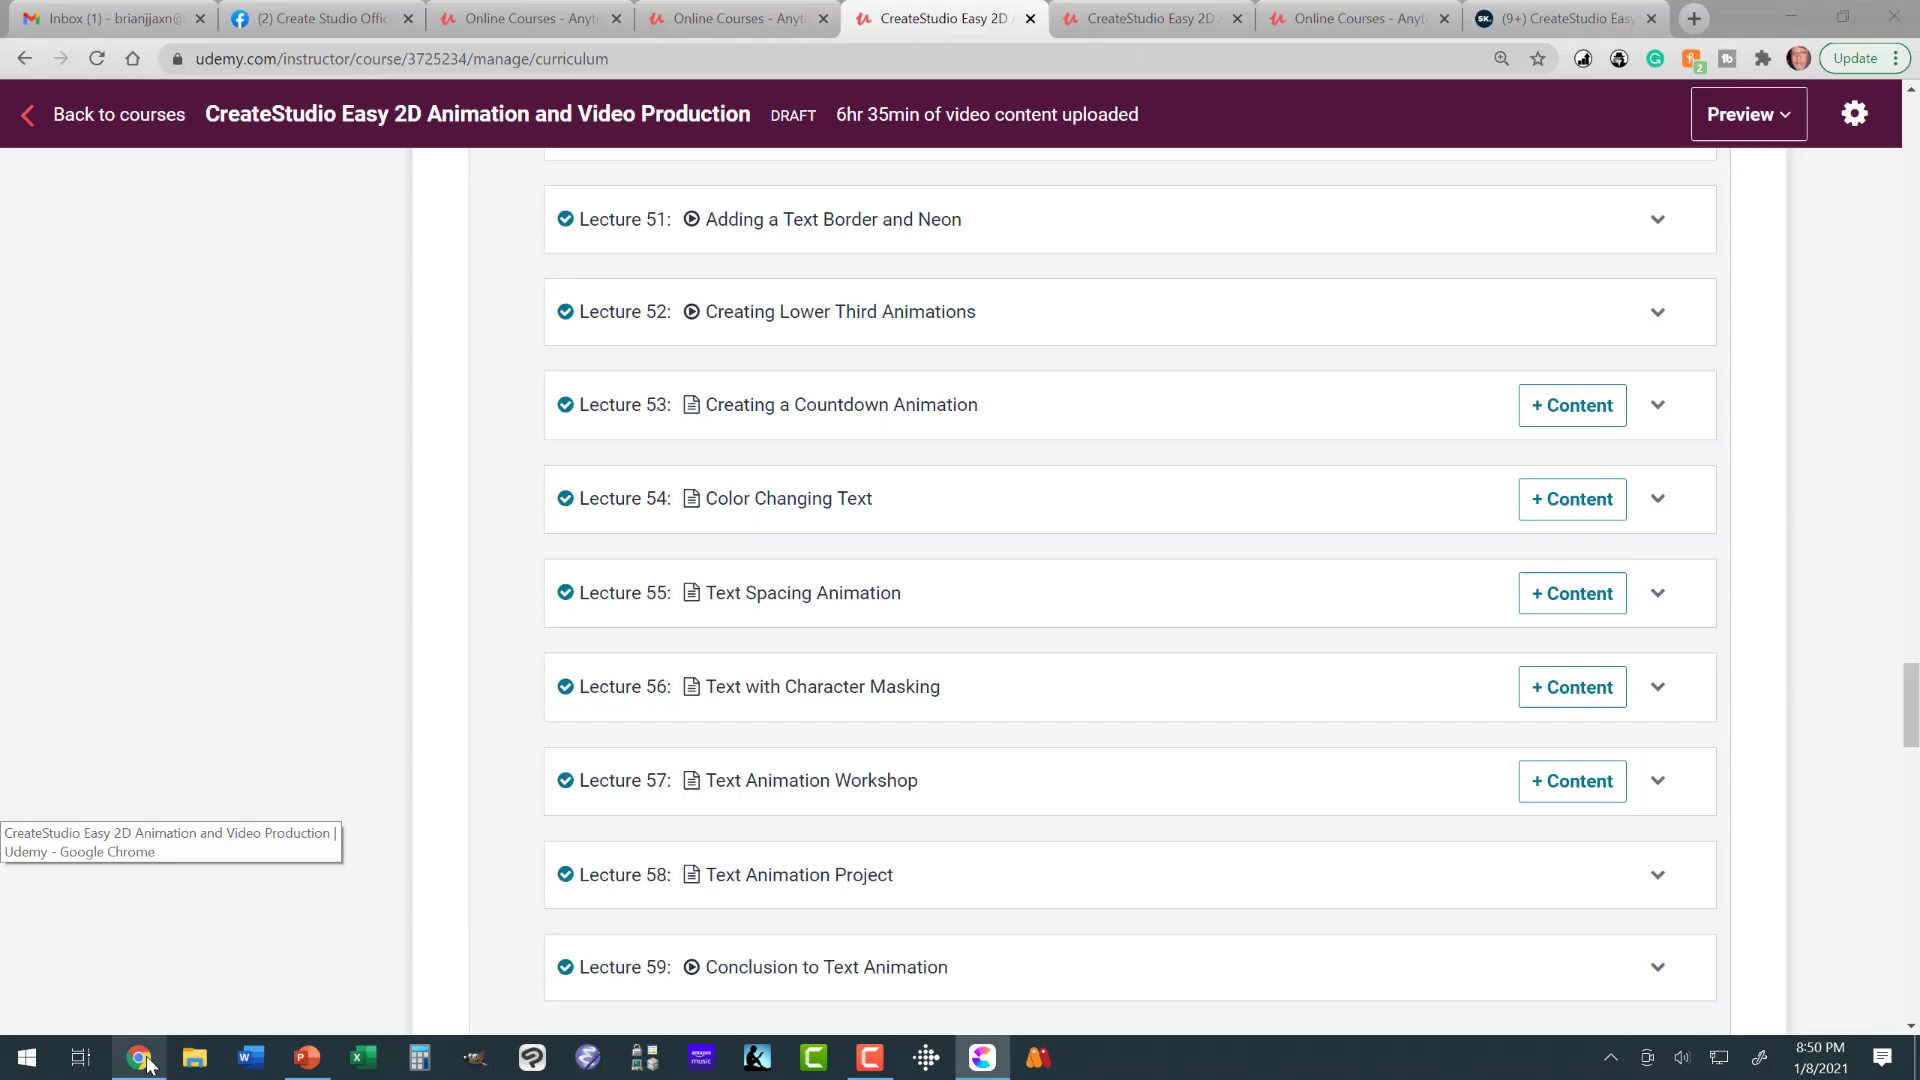 Inbox (1) - brianjjaxn@
(2) Create Studio Offic
Online Courses - Anyti
Online Courses - Anyti
CreateStudio Easy 2D
CreateStudio Easy 2D
Online Courses - Anyti
(9+) CreateStudio Easy
udemy.com/instructor/course/3725234/manage/curriculum
Update
Back to courses
CreateStudio Easy 2D Animation and Video Production
DRAFT
6hr 35min of video content uploaded
Preview
Lecture 51: Adding a Text Border and Neon
Lecture 52: Creating Lower Third Animations
Lecture 53: Creating a Countdown Animation
+ Content
Lecture 54: Color Changing Text
+ Content
Lecture 55: Text Spacing Animation
+ Content
Lecture 56: Text with Character Masking
+ Content
Lecture 57: Text Animation Workshop
+ Content
CreateStudio Easy 2D Animation and Video Production |
Udemy - Google Chrome
Lecture 58: Text Animation Project
Lecture 59: Conclusion to Text Animation
8:50 PM
1/8/2021